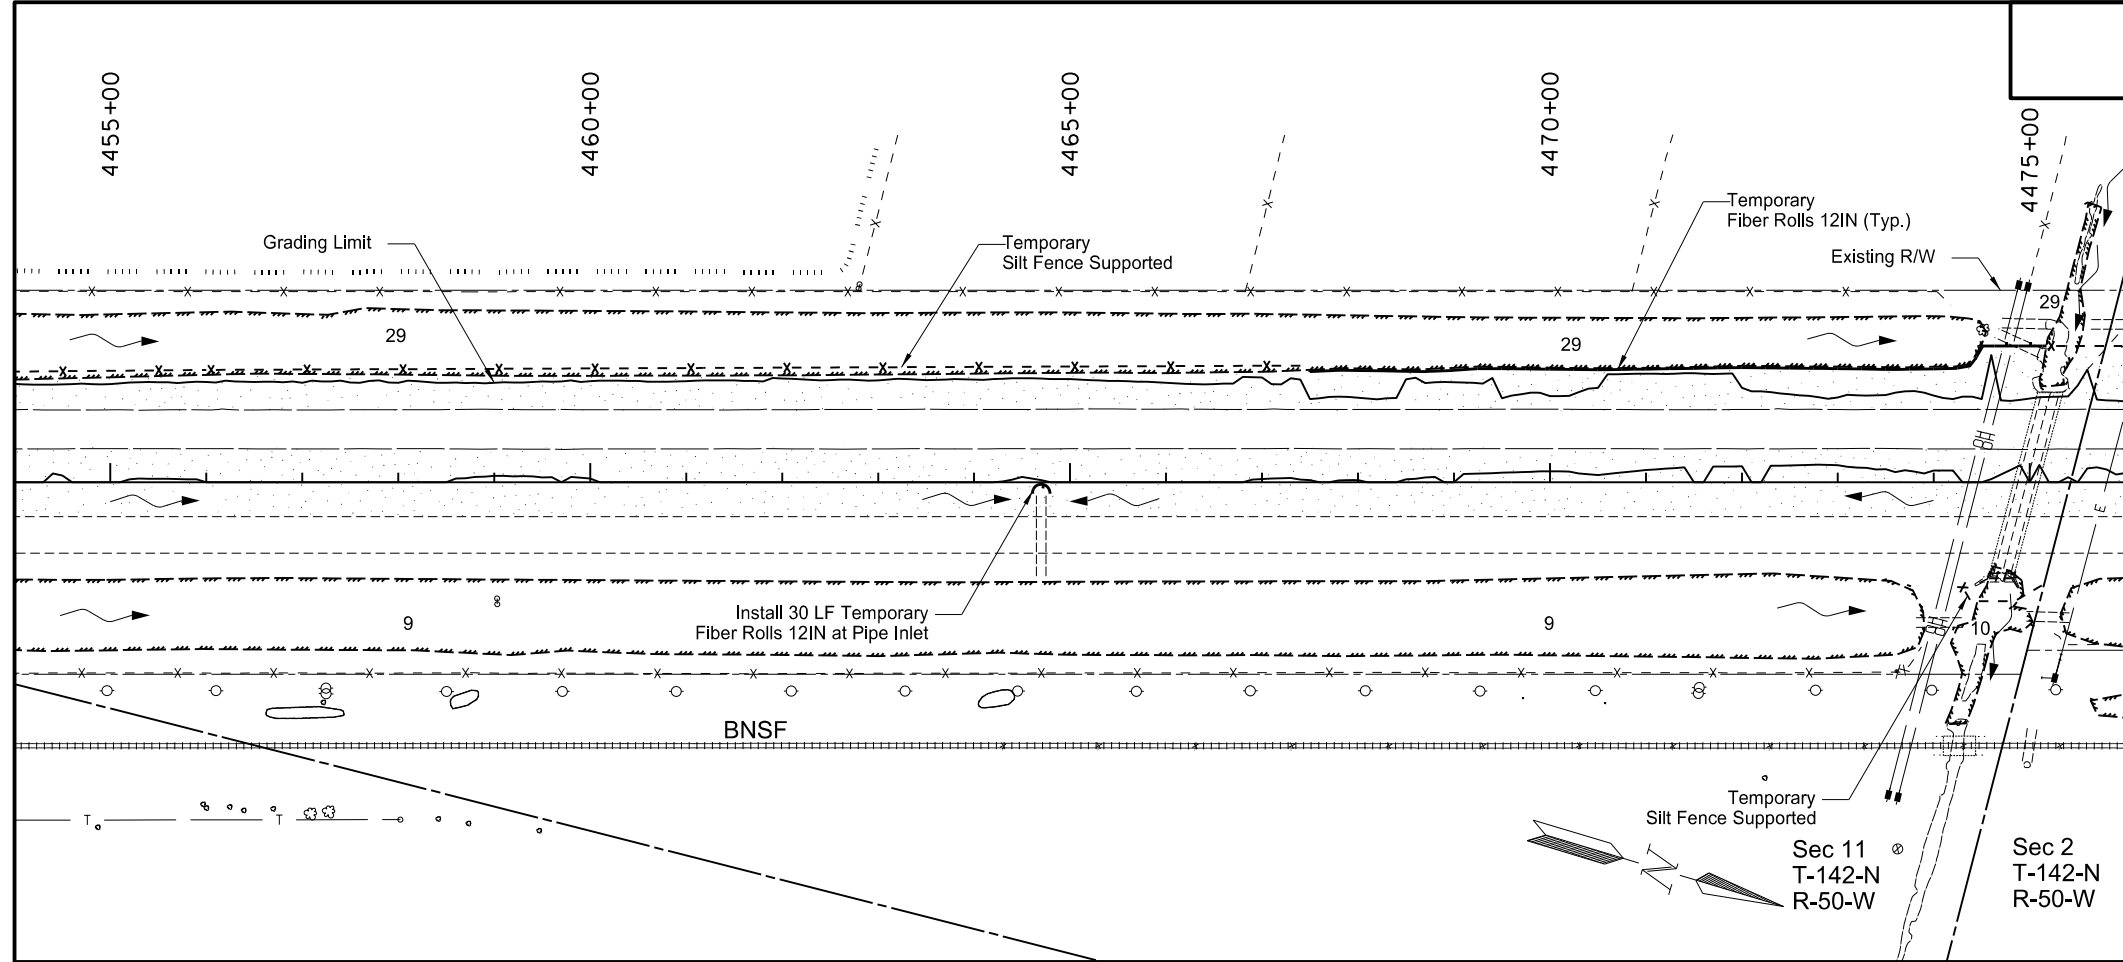 4455+00
4460+00
4465+00
4470+00
4475+00
Grading Limit
Temporary
Silt Fence Supported
Temporary
Fiber Rolls 12IN (Typ.)
Existing R/W
29
29
29
OH
Install 30 LF Temporary
Fiber Rolls 12IN at Pipe Inlet
9
9
10
OH
E
BNSF
T
T
Temporary
Silt Fence Supported
N
Sec 11
T-142-N
R-50-W
Sec 2
T-142-N
R-50-W